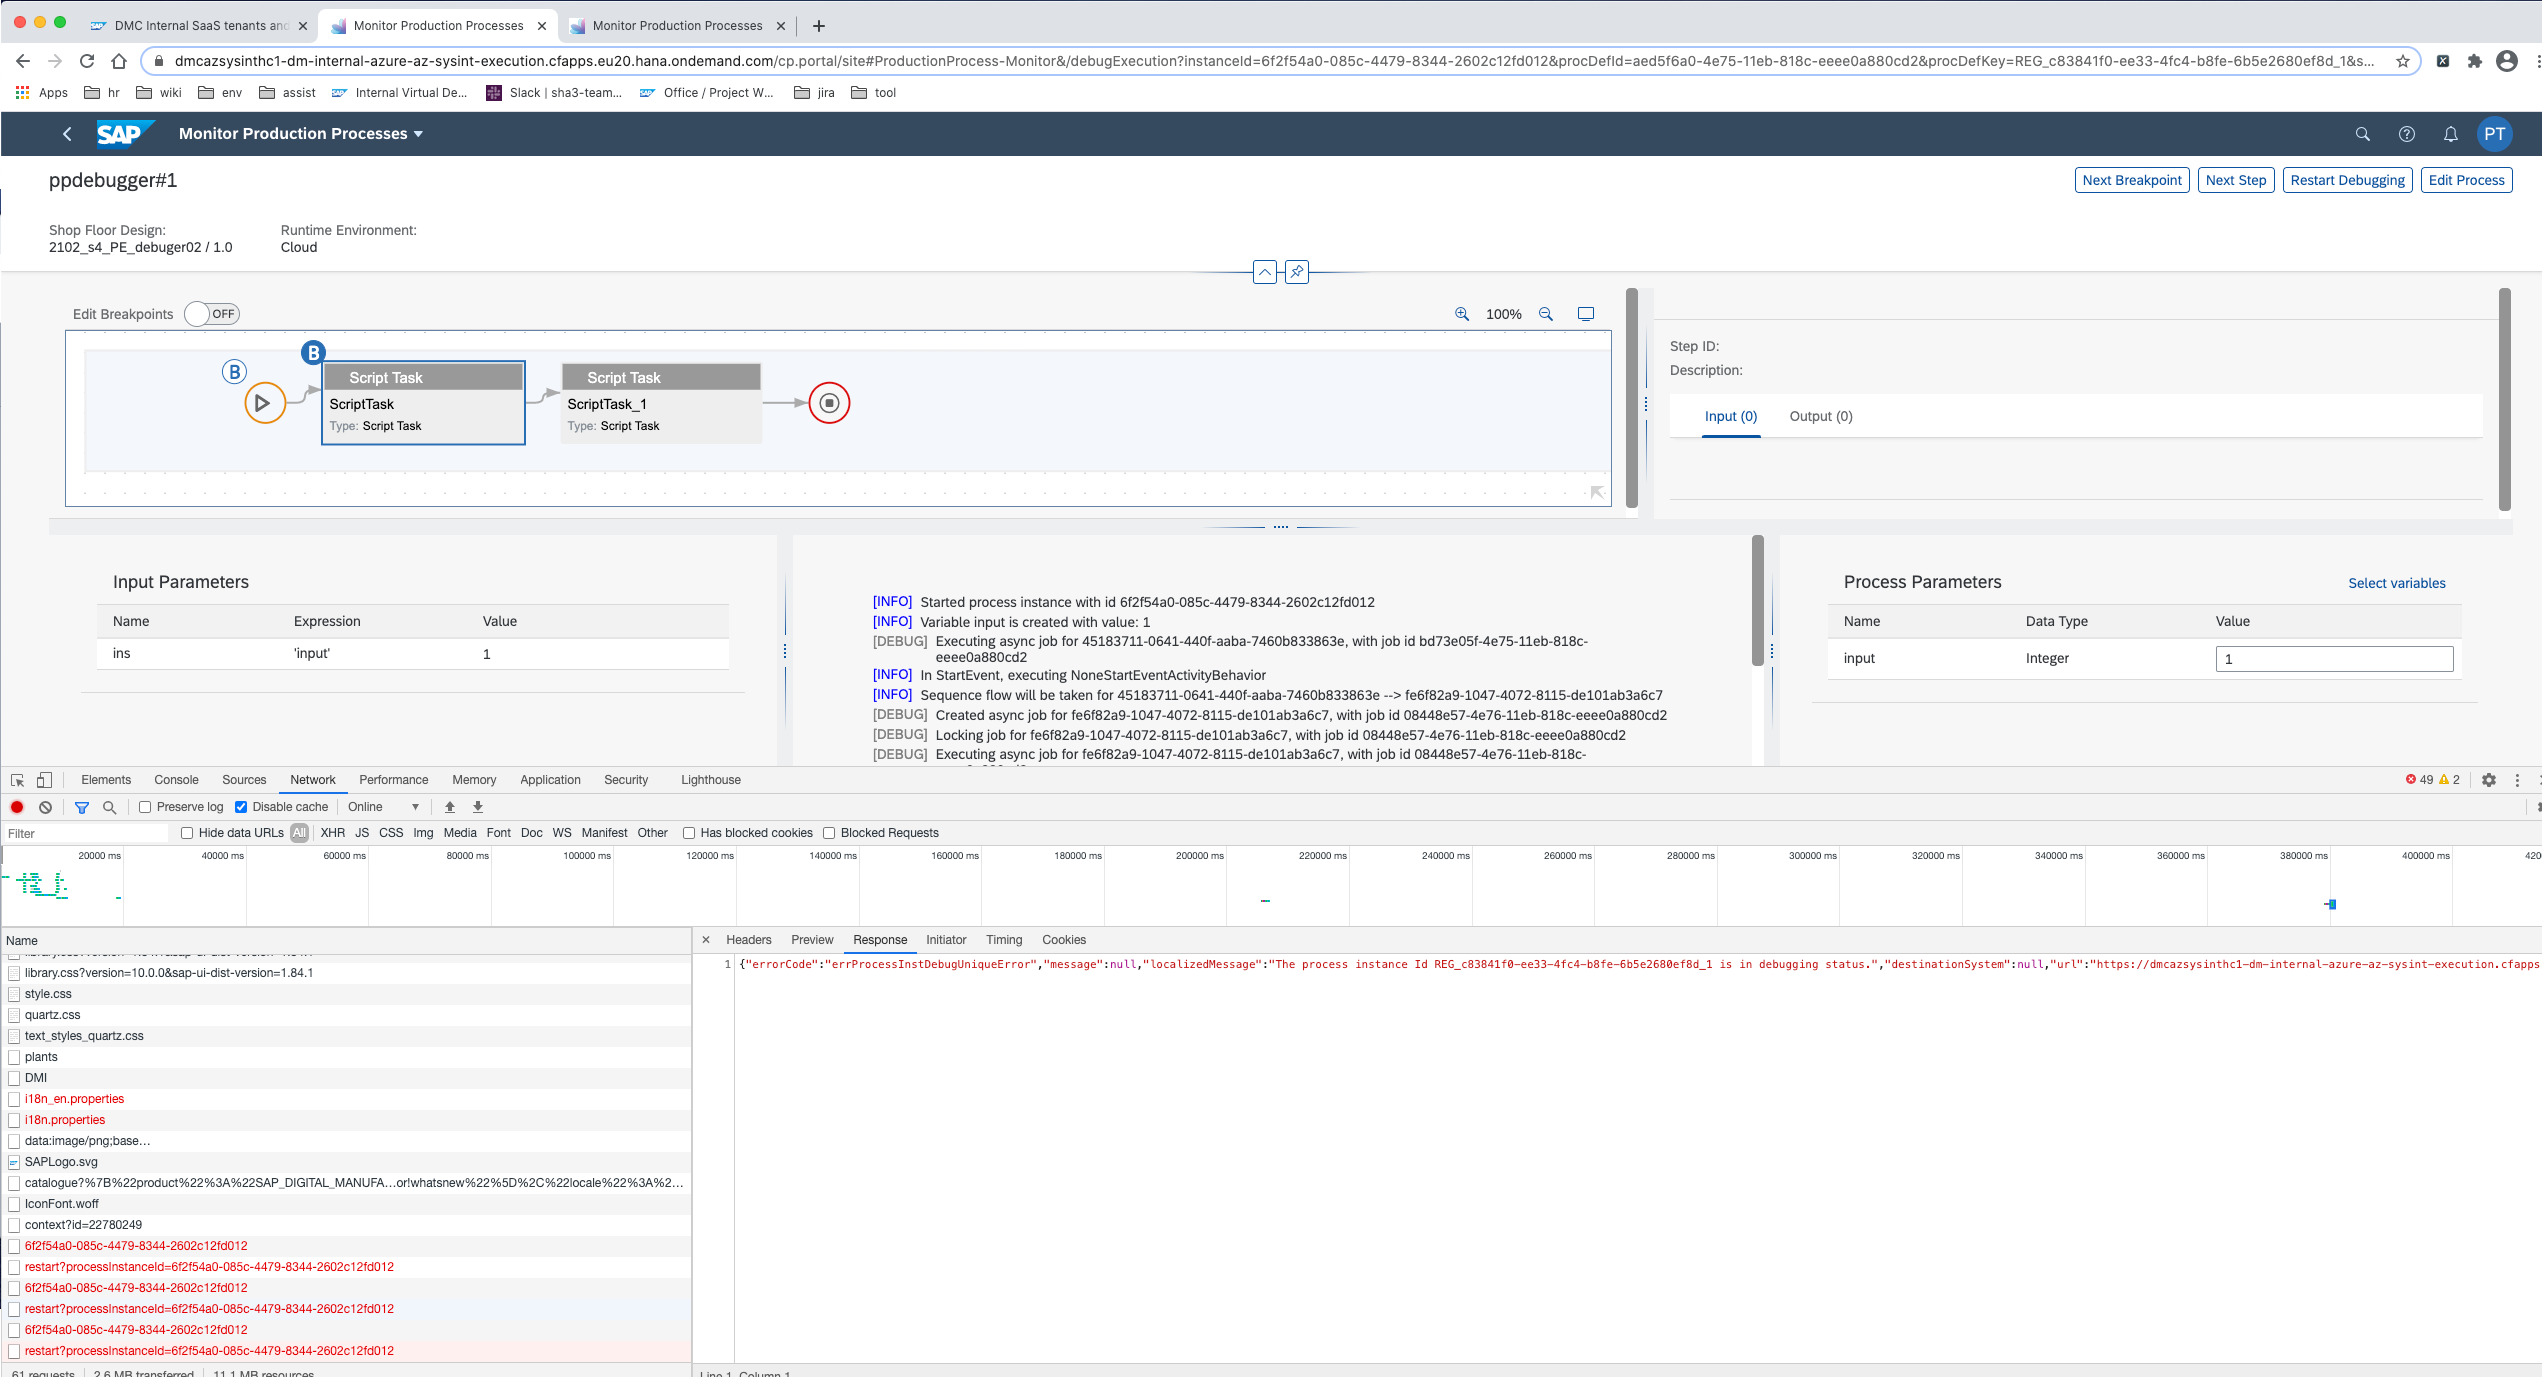 DMC Internal SaaS tenants and
Monitor Production Processes
Monitor Production Processes
dmcazsysinthc1-dm-internal-azure-az-sysint-execution.cfapps.eu20.hana.ondemand.com/cp.portal/site#ProductionProcess-Monitor&/debugExecution?instanceId=6f2f54a0-085c-4479-8344-2602c12fd012&procDefId=aed5f6a0-4e75-11eb-818c-eeee0a880cd2&procDefKey=REG_c83841f0-ee33-4fc4-b8fe-6b5e2680ef8d_1&s...
Apps hr wiki env assist Internal Virtual De... Slack | sha3-team... Office / Project W... jira tool
SAP Monitor Production Processes PT
ppdebugger#1
Next Breakpoint Next Step Restart Debugging Edit Process
Shop Floor Design: Runtime Environment:
2102_s4_PE_debuger02 / 1.0 Cloud
Edit Breakpoints OFF 100%
B
B
Script Task
ScriptTask
Type: Script Task
Script Task
ScriptTask_1
Type: Script Task
Step ID:
Description:
Input (0) Output (0)
Input Parameters
Name Expression Value
ins 'input' 1
[INFO] Started process instance with id 6f2f54a0-085c-4479-8344-2602c12fd012
[INFO] Variable input is created with value: 1
[DEBUG] Executing async job for 45183711-0641-440f-aaba-7460b833863e, with job id bd73e05f-4e75-11eb-818c-
eeee0a880cd2
[INFO] In StartEvent, executing NoneStartEventActivityBehavior
[INFO] Sequence flow will be taken for 45183711-0641-440f-aaba-7460b833863e --> fe6f82a9-1047-4072-8115-de101ab3a6c7
[DEBUG] Created async job for fe6f82a9-1047-4072-8115-de101ab3a6c7, with job id 08448e57-4e76-11eb-818c-eeee0a880cd2
[DEBUG] Locking job for fe6f82a9-1047-4072-8115-de101ab3a6c7, with job id 08448e57-4e76-11eb-818c-eeee0a880cd2
[DEBUG] Executing async job for fe6f82a9-1047-4072-8115-de101ab3a6c7, with job id 08448e57-4e76-11eb-818c-
Process Parameters Select variables
Name Data Type Value
input Integer 1
Elements Console Sources Network Performance Memory Application Security Lighthouse 49 2
Preserve log Disable cache Online
Filter Hide data URLs All XHR JS CSS Img Media Font Doc WS Manifest Other Has blocked cookies Blocked Requests
20000 ms 40000 ms 60000 ms 80000 ms 100000 ms 120000 ms 140000 ms 160000 ms 180000 ms 200000 ms 220000 ms 240000 ms 260000 ms 280000 ms 300000 ms 320000 ms 340000 ms 360000 ms 380000 ms 400000 ms 420
Name
library.css?version=10.0.0&sap-ui-dist-version=1.84.1
style.css
quartz.css
text_styles_quartz.css
plants
DMI
i18n_en.properties
i18n.properties
data:image/png;base...
SAPLogo.svg
catalogue?%7B%22product%22%3A%22SAP_DIGITAL_MANUFA...or!whatsnew%22%5D%2C%22locale%22%3A%2...
IconFont.woff
context?id=22780249
6f2f54a0-085c-4479-8344-2602c12fd012
restart?processInstanceId=6f2f54a0-085c-4479-8344-2602c12fd012
6f2f54a0-085c-4479-8344-2602c12fd012
restart?processInstanceId=6f2f54a0-085c-4479-8344-2602c12fd012
6f2f54a0-085c-4479-8344-2602c12fd012
restart?processInstanceId=6f2f54a0-085c-4479-8344-2602c12fd012
61 requests 2.6 MB transferred 11.1 MB resources
Headers Preview Response Initiator Timing Cookies
1 {"errorCode":"errProcessInstDebugUniqueError","message":null,"localizedMessage":"The process instance Id REG_c83841f0-ee33-4fc4-b8fe-6b5e2680ef8d_1 is in debugging status.","destinationSystem":null,"url":"https://dmcazsysinthc1-dm-internal-azure-az-sysint-execution.cfapps
Line 1, Column 1